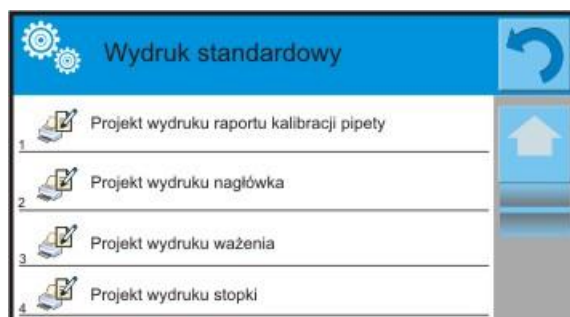 Wydruk standardowy
1 Projekt wydruku raportu kalibracji pipety
2 Projekt wydruku nagłówka
3 Projekt wydruku ważenia
4 Projekt wydruku stopki